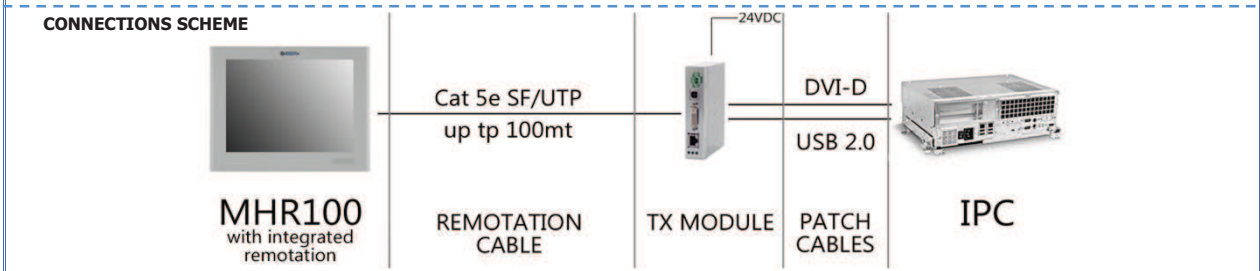 CONNECTIONS SCHEME
24VDC
Cat 5e SF/UTP
up tp 100mt
DVI-D
USB 2.0
MHR100
with integrated
remotation
REMOTATION
CABLE
TX MODULE
PATCH
CABLES
IPC